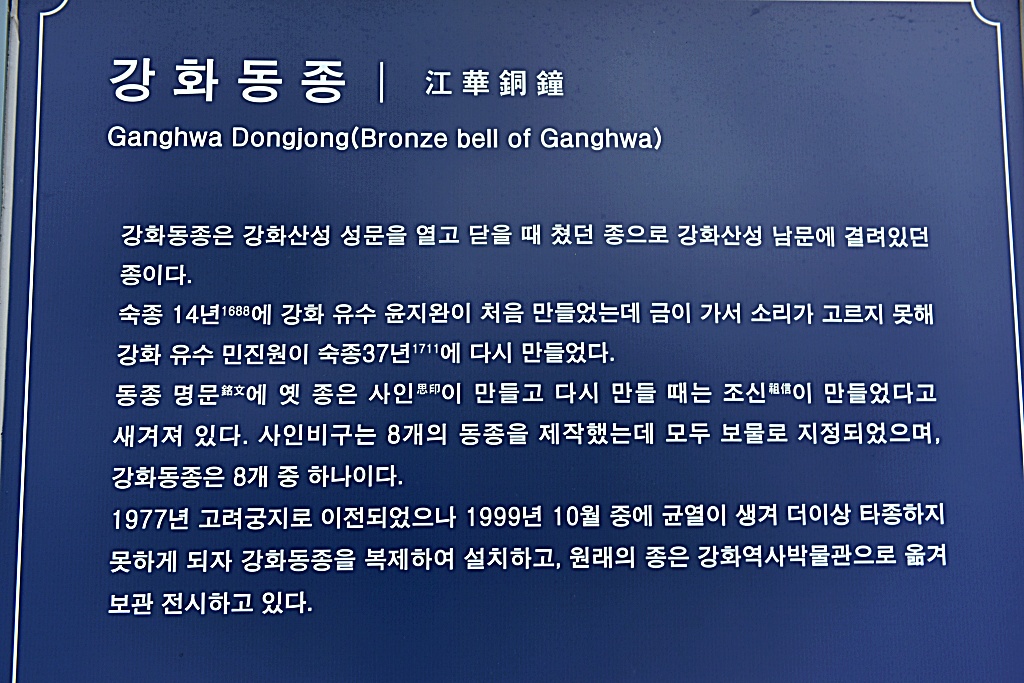 강화동종 | 江華銅鐘
Ganghwa Dongjong(Bronze bell of Ganghwa)
강화동종은 강화산성 성문을 열고 닫을 때 쳤던 종으로 강화산성 남문에 결려있던
종이다.
숙종 14년1688에 강화 유수 윤지완이 처음 만들었는데 금이 가서 소리가 고르지 못해
강화 유수 민진원이 숙종37년1711에 다시 만들었다.
동종 명문銘文에 옛 종은 사인思印이 만들고 다시 만들 때는 조신祖信이 만들었다고
새겨져 있다. 사인비구는 8개의 동종을 제작했는데 모두 보물로 지정되었으며,
강화동종은 8개 중 하나이다.
1977년 고려궁지로 이전되었으나 1999년 10월 중에 균열이 생겨 더이상 타종하지
못하게 되자 강화동종을 복제하여 설치하고, 원래의 종은 강화역사박물관으로 옮겨
보관 전시하고 있다.